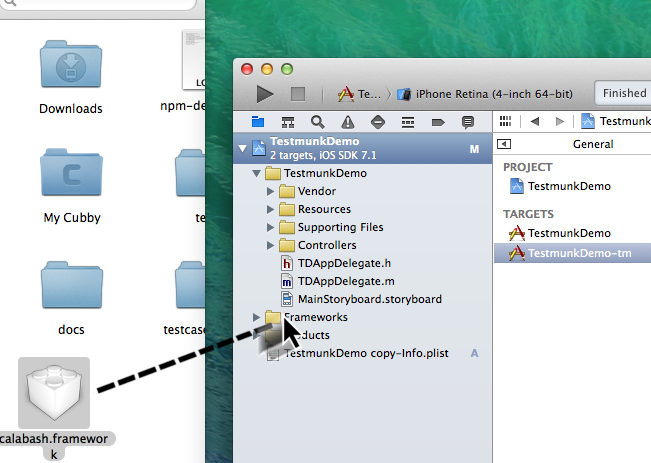 Downloads
LO
npm-de
My Cubby
te
docs
testcase
calabash.framewor
k
Te...
iPhone Retina (4-inch 64-bit)
Finished
TestmunkDemo
2 targets, iOS SDK 7.1
M
TestmunkDemo
Vendor
Resources
Supporting Files
Controllers
h TDAppDelegate.h
m TDAppDelegate.m
MainStoryboard.storyboard
Frameworks
oducts
TestmunkDemo copy-Info.plist
A
Testmunk
General
PROJECT
TestmunkDemo
TARGETS
TestmunkDemo
TestmunkDemo-tm